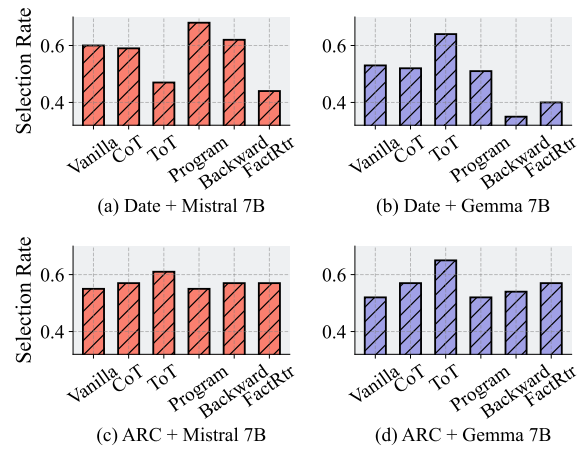 Selection Rate
0.6
0.4
Vanilla
CoT
ToT
Program
Backward
FactRtr
(a) Date + Mistral 7B
0.6
0.4
Vanilla
CoT
ToT
Program
Backward
FactRtr
(b) Date + Gemma 7B
Selection Rate
0.6
0.4
Vanilla
CoT
ToT
Program
Backward
FactRtr
(c) ARC + Mistral 7B
0.6
0.4
Vanilla
CoT
ToT
Program
Backward
FactRtr
(d) ARC + Gemma 7B